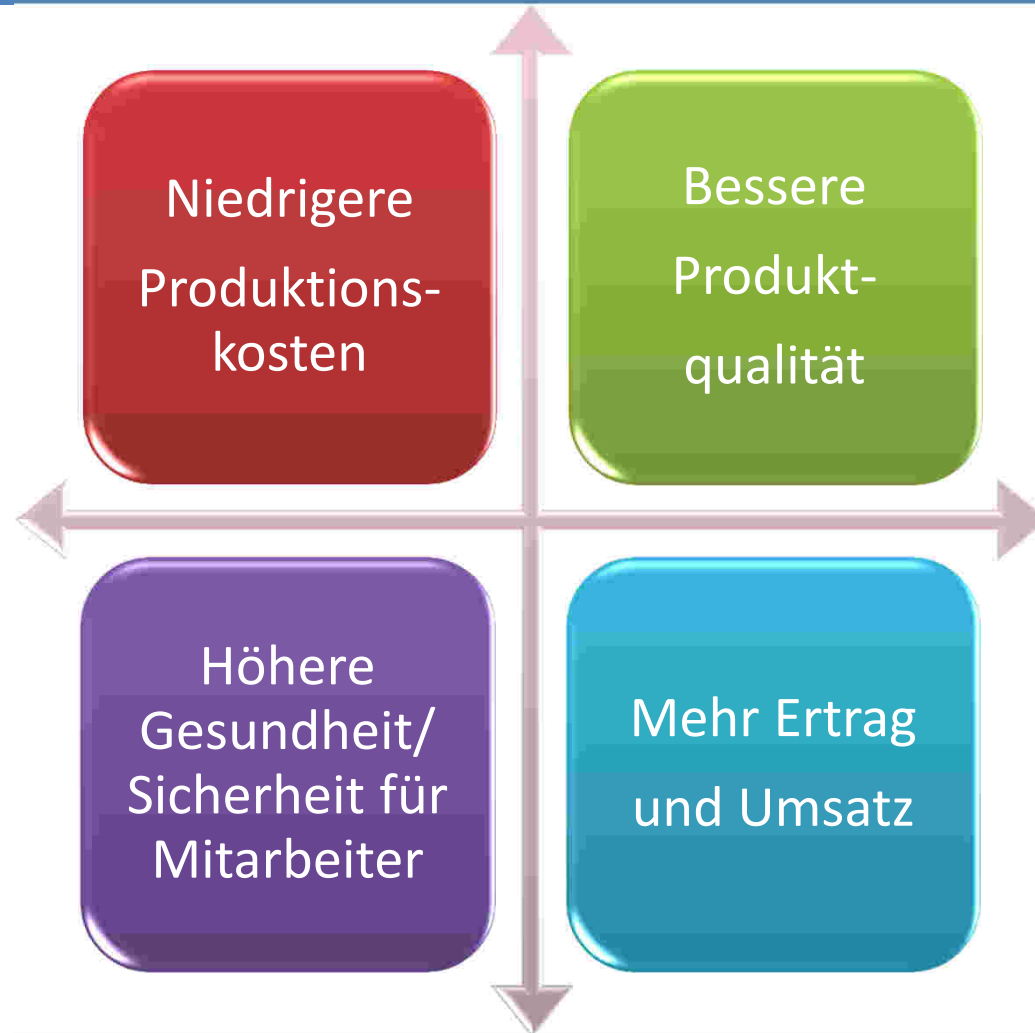 Niedrigere
Produktions-
kosten
Bessere
Produkt-
qualität
Höhere
Gesundheit/
Sicherheit für
Mitarbeiter
Mehr Ertrag
und Umsatz